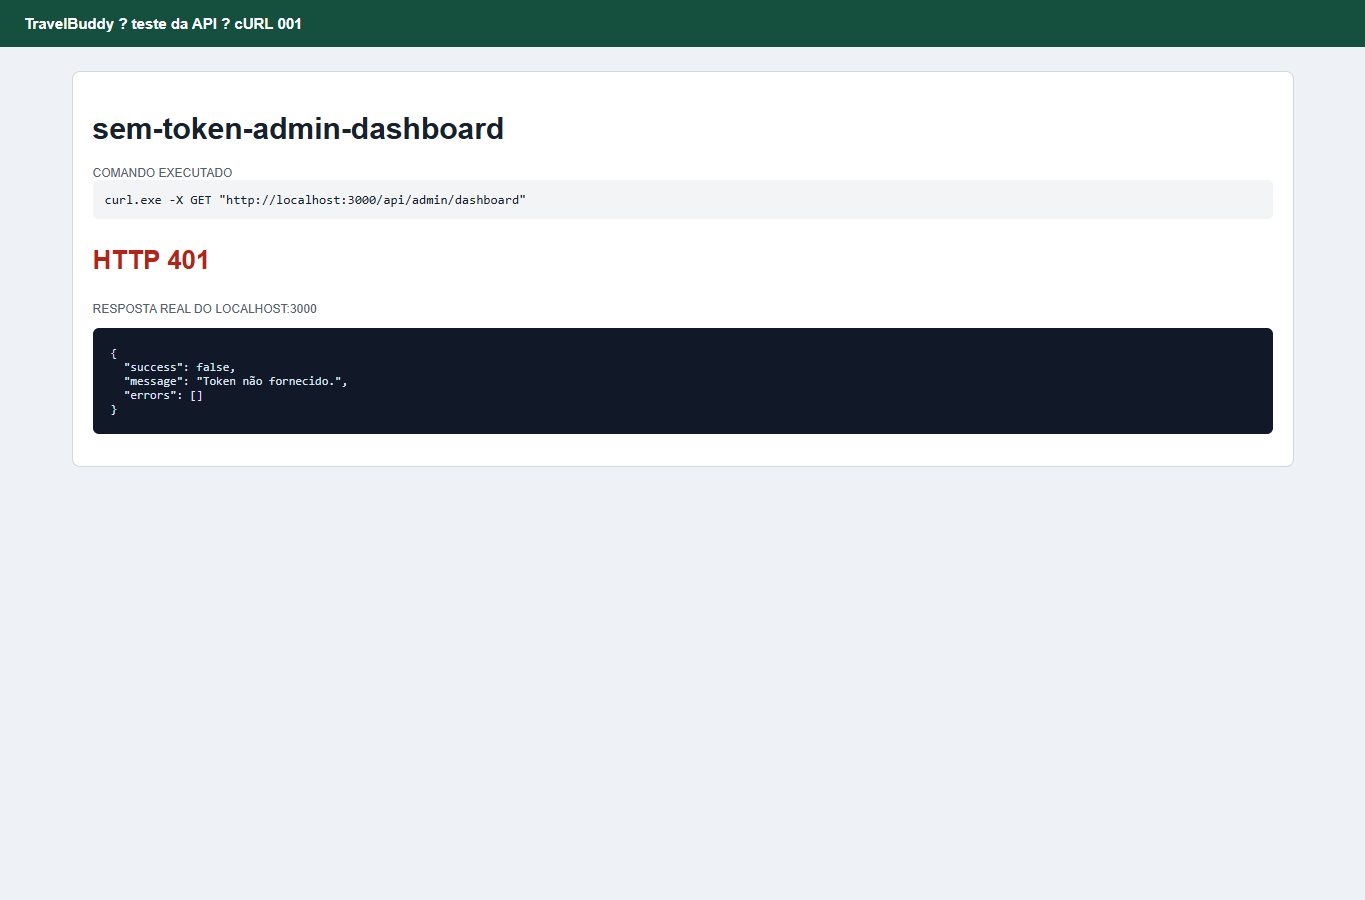 TravelBuddy ? teste da API ? cURL 001
sem-token-admin-dashboard
COMANDO EXECUTADO
curl.exe -X GET "http://localhost:3000/api/admin/dashboard"
HTTP 401
RESPOSTA REAL DO LOCALHOST:3000
{
  "success": false,
  "message": "Token não fornecido.",
  "errors": []
}